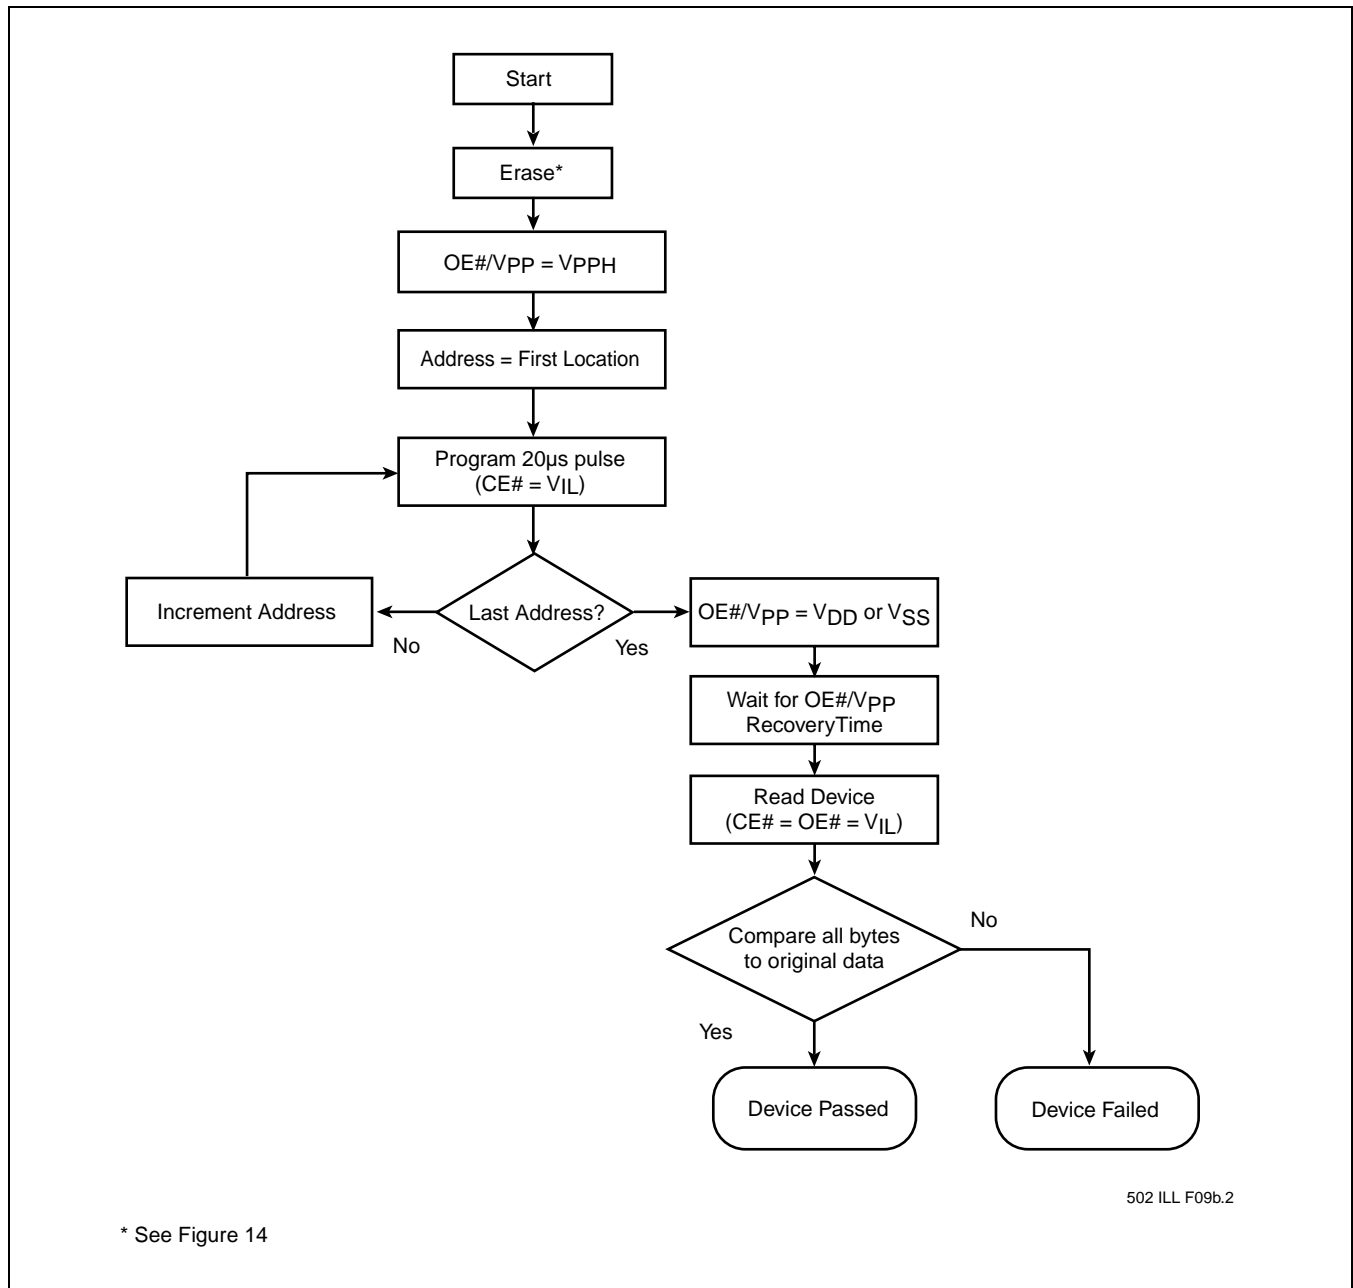 Start
Erase*
OE#/VPP = VPPH
Address = First Location
Program 20µs pulse
(CE# = VIL)
Increment Address
Last Address?
OE#/VPP = VDD or VSS
No
Yes
Wait for OE#/VPP
RecoveryTime
Read Device
(CE# = OE# = VIL)
No
Compare all bytes
to original data
Yes
Device Passed
Device Failed
502 ILL F09b.2
* See Figure 14